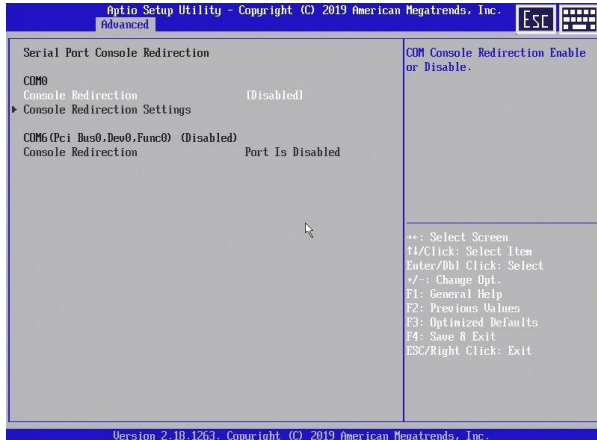 Aptio Setup Utility - Copyright (C) 2019 American Megatrends, Inc.
Esc
Advanced
Serial Port Console Redirection
COM0
Console Redirection [Disabled]
Console Redirection Settings
COM6(Pci Bus0,Dev0,Func0) (Disabled)
Console Redirection Port Is Disabled
COM Console Redirection Enable
or Disable.
→←: Select Screen
↑↓/Click: Select Item
Enter/Dbl Click: Select
+/-: Change Opt.
F1: General Help
F2: Previous Values
F3: Optimized Defaults
F4: Save & Exit
ESC/Right Click: Exit
Version 2.18.1263. Copyright (C) 2019 American Megatrends, Inc.